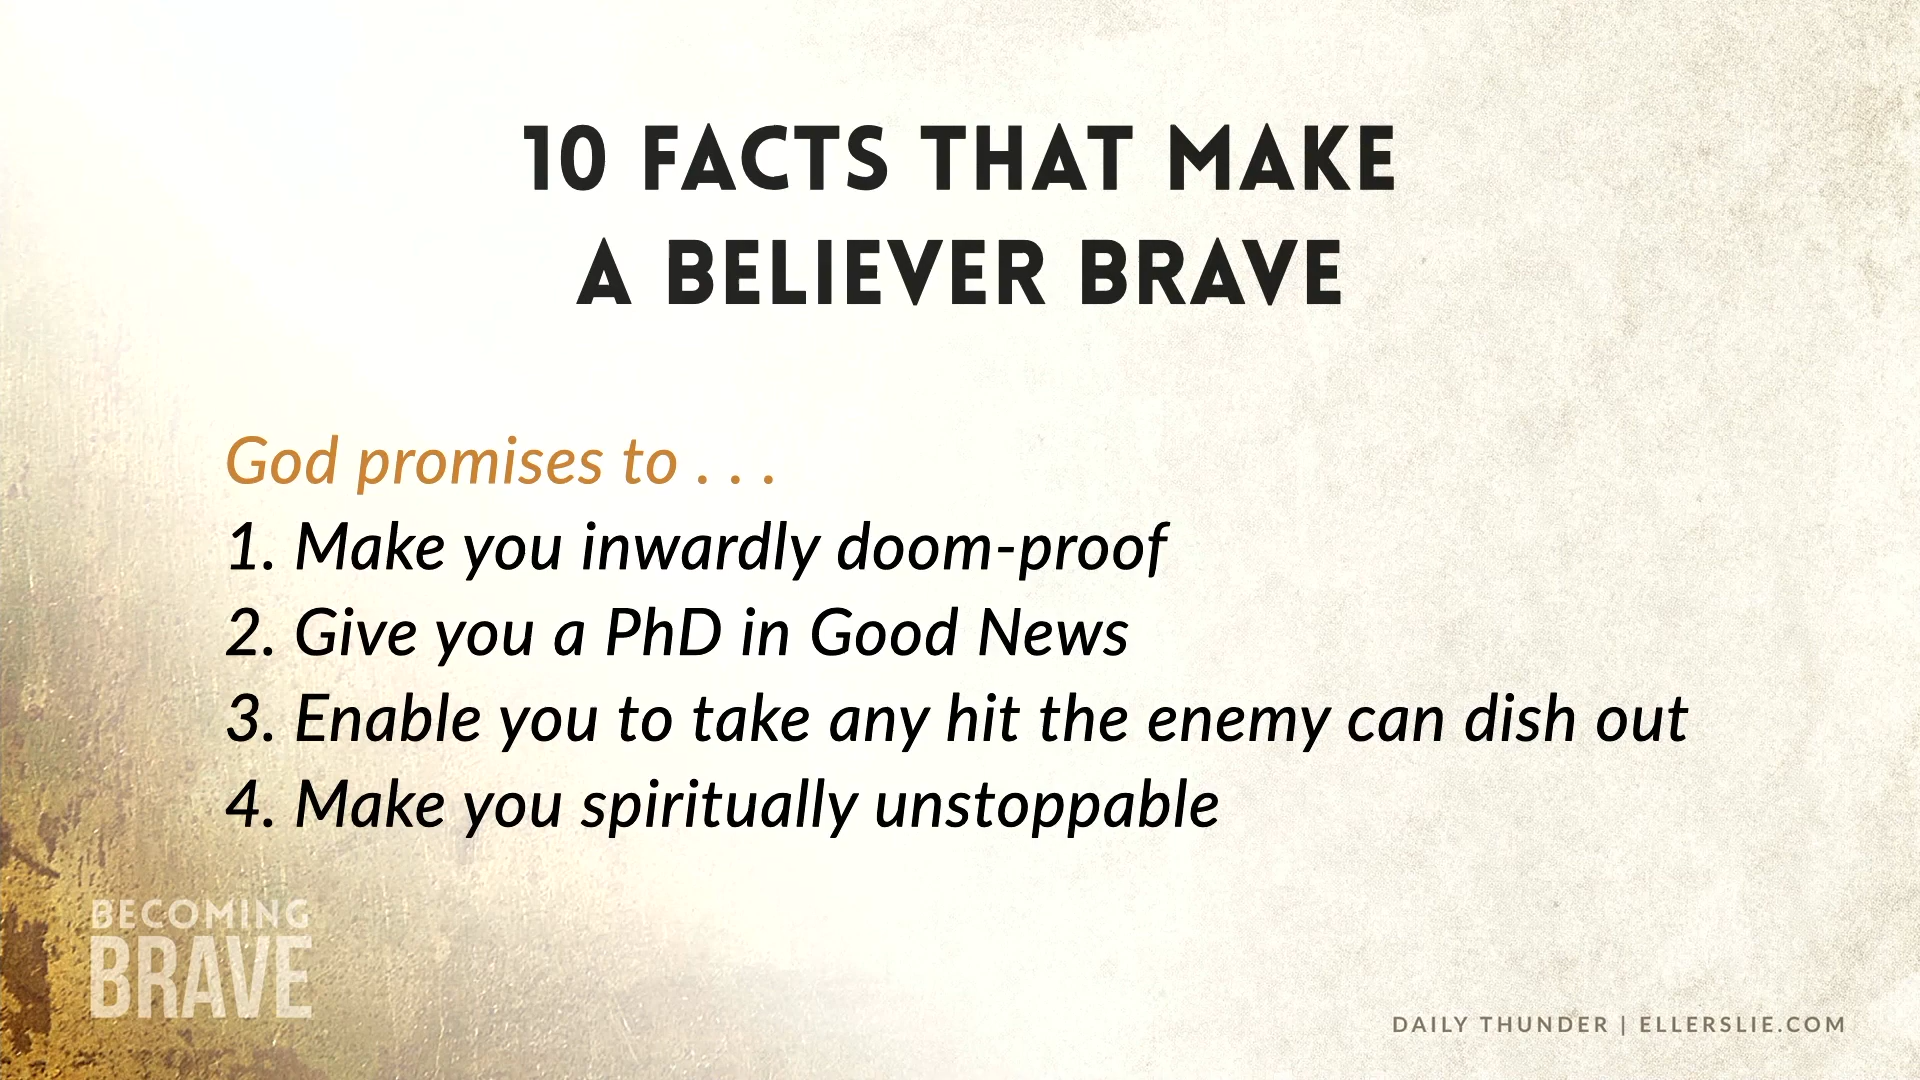 10 FACTS THAT MAKE
A BELIEVER BRAVE
God promises to . . .
1. Make you inwardly doom-proof
2. Give you a PhD in Good News
3. Enable you to take any hit the enemy can dish out
4. Make you spiritually unstoppable
BECOMING
BRAVE
DAILY THUNDER | ELLERSLIE.COM